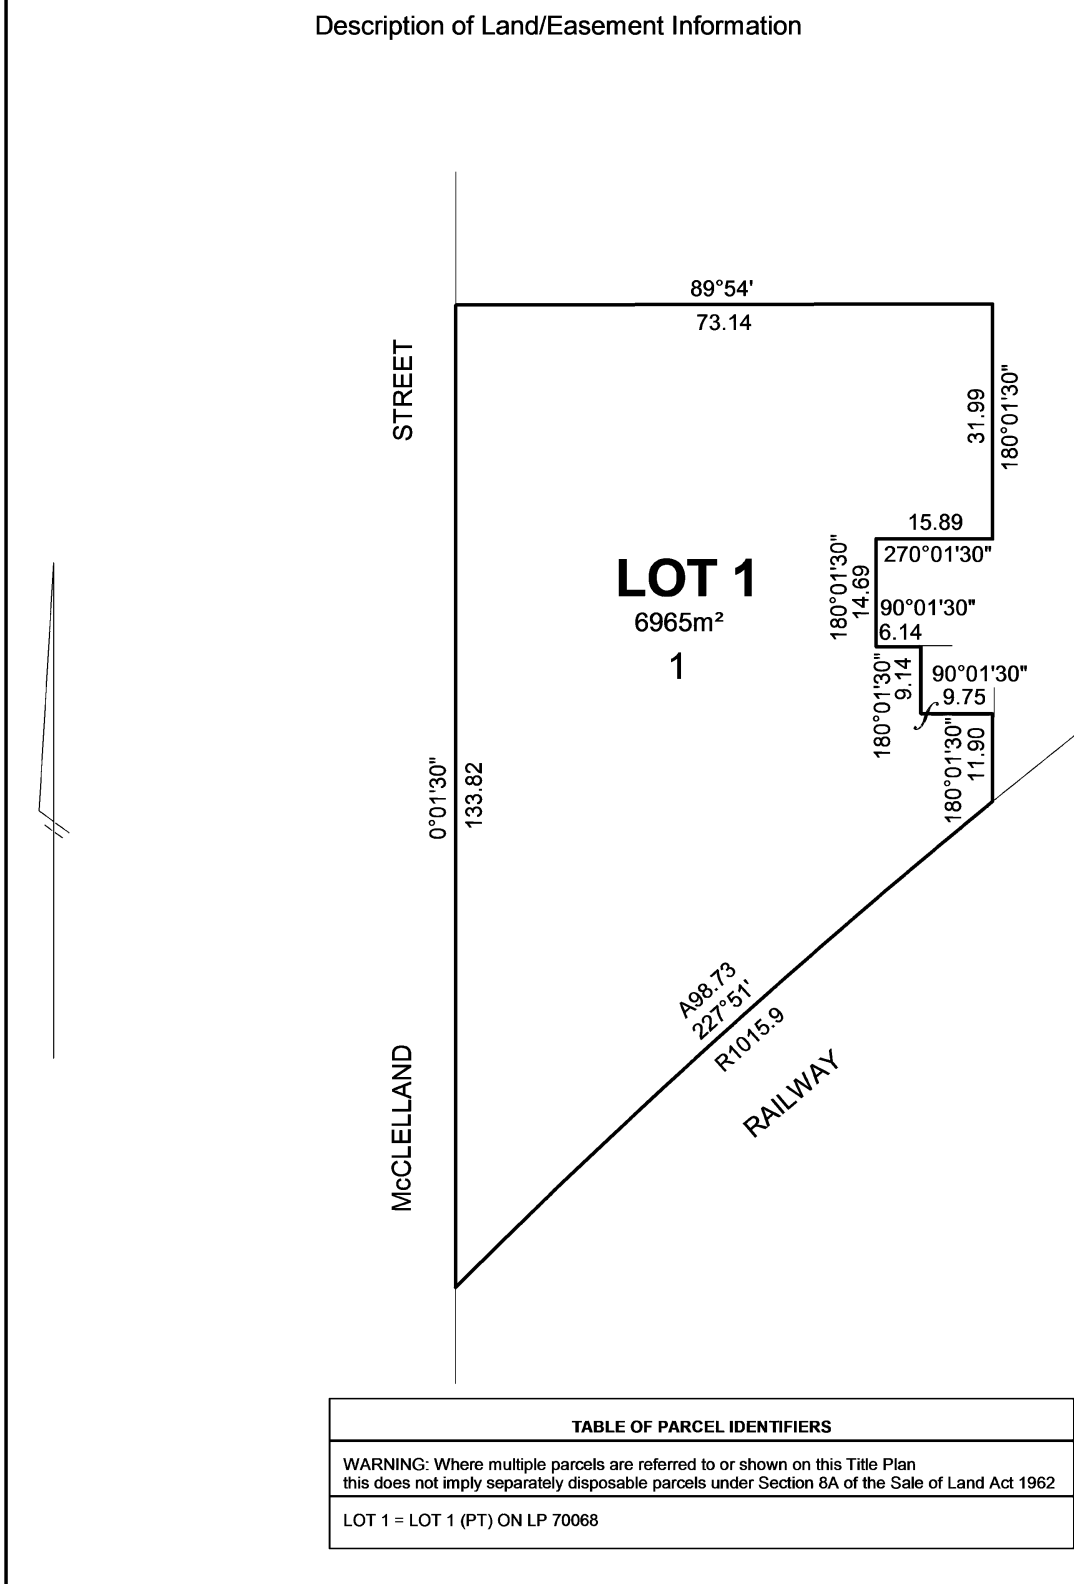 Description of Land/Easement Information
89°54'
73.14
STREET
31.99
180°01'30"
15.89
270°01'30"
180°01'30"
14.69
90°01'30"
6.14
LOT 1
6965m²
1
180°01'30"
9.14
90°01'30"
9.75
180°01'30"
11.90
0°01'30"
133.82
A98.73
227°51'
R1015.9
RAILWAY
McCLELLAND
TABLE OF PARCEL IDENTIFIERS
WARNING: Where multiple parcels are referred to or shown on this Title Plan
this does not imply separately disposable parcels under Section 8A of the Sale of Land Act 1962
LOT 1 = LOT 1 (PT) ON LP 70068